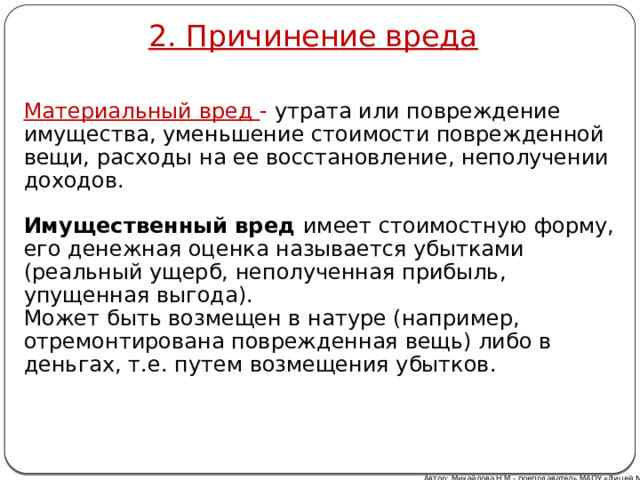 2. Причинение вреда
Материальный вред - утрата или повреждение
имущества, уменьшение стоимости поврежденной
вещи, расходы на ее восстановление, неполучении
доходов.
Имущественный вред имеет стоимостную форму,
его денежная оценка называется убытками
(реальный ущерб, неполученная прибыль,
упущенная выгода).
Может быть возмещен в натуре (например,
отремонтирована поврежденная вещь) либо в
деньгах, т.е. путем возмещения убытков.
Автор: Михайлова Н.М.- преподаватель МАОУ «Лицей